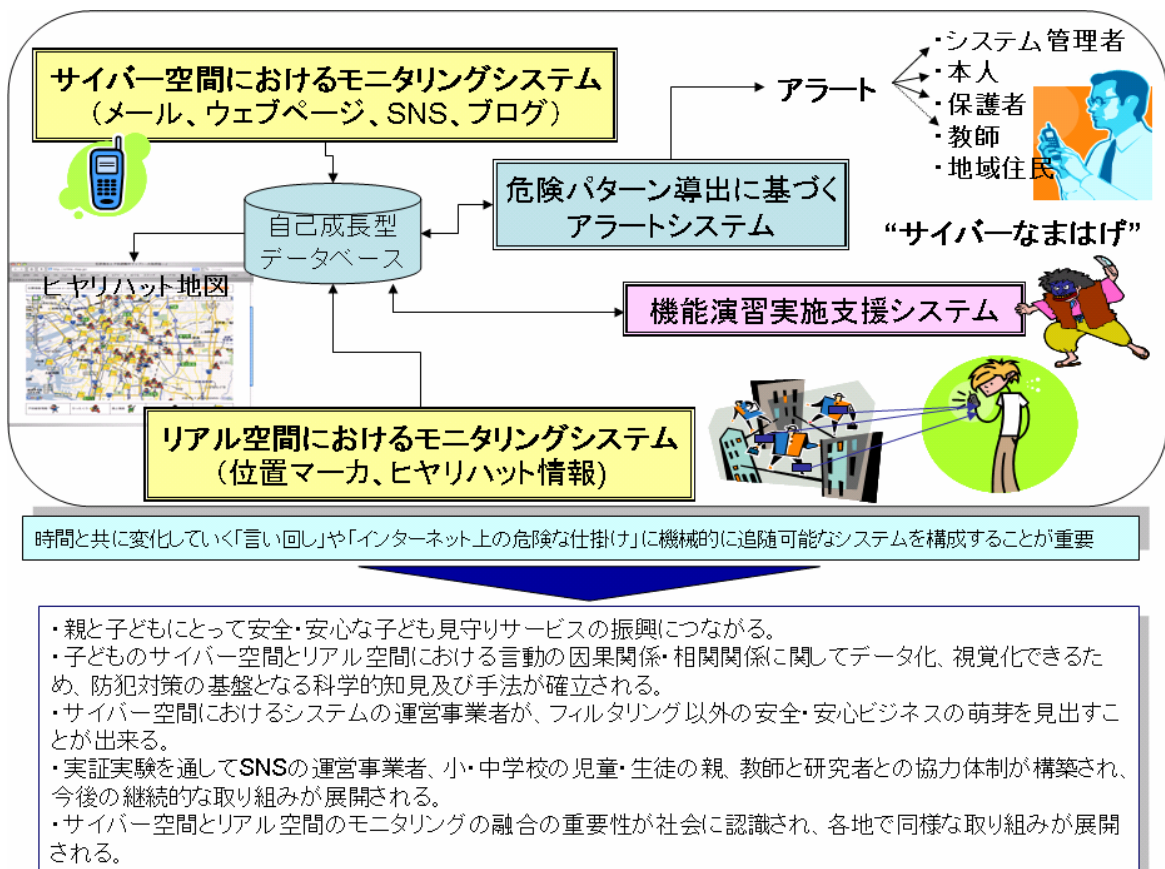 サイバー空間におけるモニタリングシステム
（メール、ウェブページ、SNS、ブログ）
アラート
・システム管理者
・本人
・保護者
・教師
・地域住民
危険パターン導出に基づく
アラートシステム
自己成長型
データベース
“サイバーなまはげ”
ヒヤリハット地図
機能演習実施支援システム
リアル空間におけるモニタリングシステム
（位置マーカ、ヒヤリハット情報)
時間と共に変化していく「言い回し」や「インターネット上の危険な仕掛け」に機械的に追随可能なシステムを構成することが重要
・親と子どもにとって安全・安心な子ども見守りサービスの振興につながる。
・子どものサイバー空間とリアル空間における言動の因果関係・相関関係に関してデータ化、視覚化できるた
め、防犯対策の基盤となる科学的知見及び手法が確立される。
・サイバー空間におけるシステムの運営事業者が、フィルタリング以外の安全・安心ビジネスの萌芽を見出すこ
とが出来る。
・実証実験を通してSNSの運営事業者、小・中学校の児童・生徒の親、教師と研究者との協力体制が構築され、
今後の継続的な取り組みが展開される。
・サイバー空間とリアル空間のモニタリングの融合の重要性が社会に認識され、各地で同様な取り組みが展開
される。